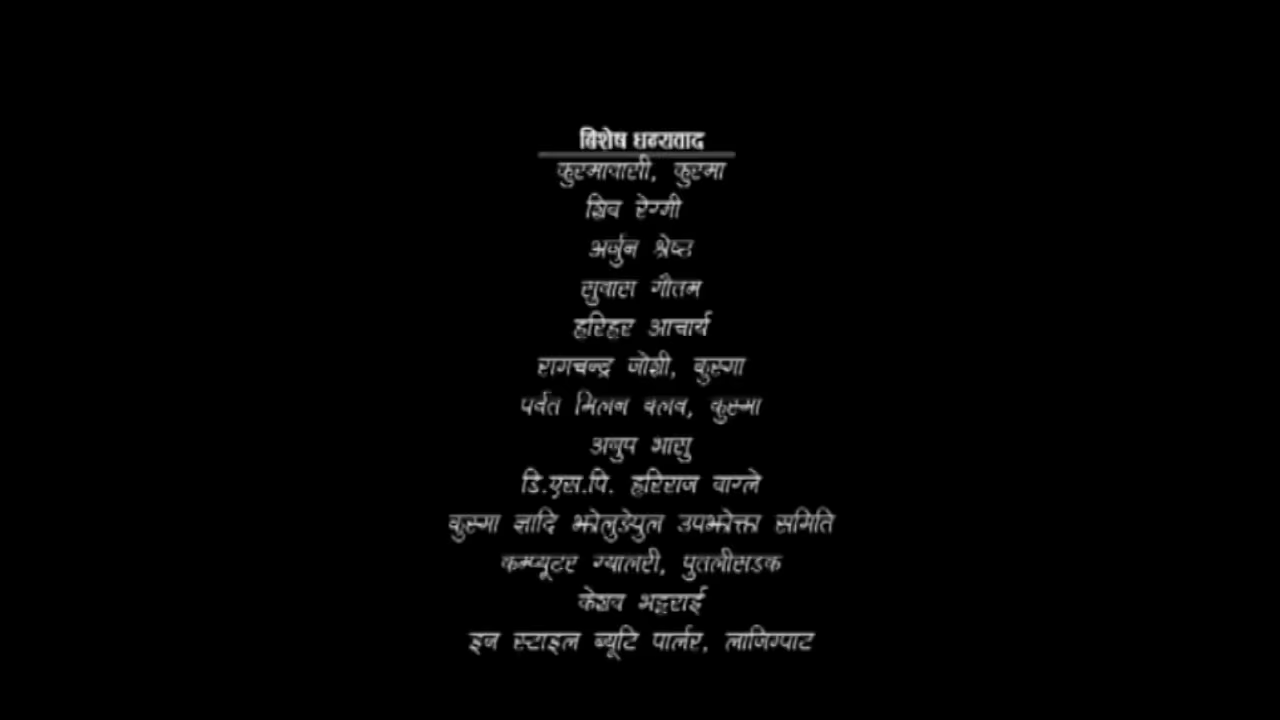 बिशेष धन्यवाद
कुस्मावासी, कुस्मा
शिव रेग्मी
अर्जुन श्रेष्ठ
सुवास गौतम
हरिहर आचार्य
रामचन्द्र जोशी, कुस्मा
पर्वत मिलन क्लव, कुस्मा
अनुप भासु
डि.एस.पि. हरिराज वाग्ले
कुस्मा ज्ञादि झोलुङेपुल उपभोक्ता समिति
कम्प्यूटर ग्यालरी, पुतलीसडक
केशव भट्टराई
इन स्टाइल ब्यूटि पार्लर, लाजिम्पाट